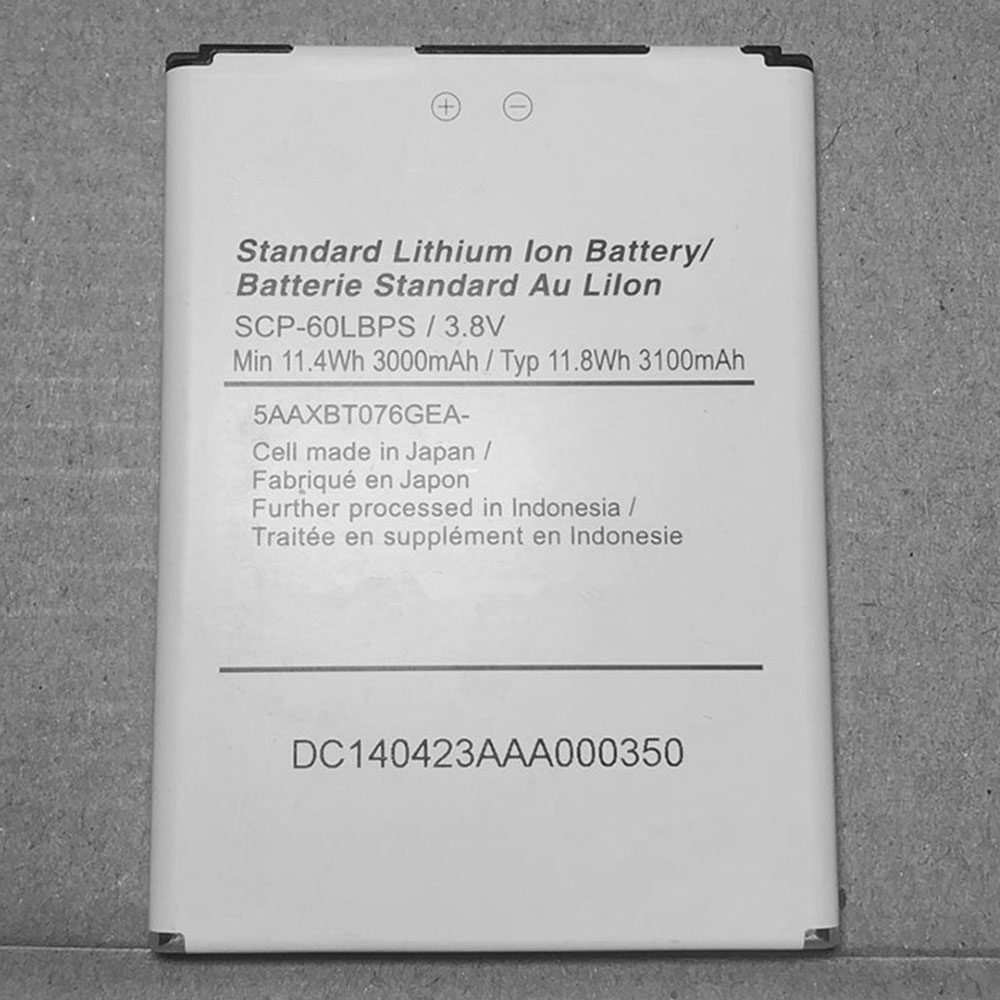 + −
Standard Lithium Ion Battery/
Batterie Standard Au LiIon
SCP-60LBPS / 3.8V
Min 11.4Wh 3000mAh / Typ 11.8Wh 3100mAh
5AAXBT076GEA-
Cell made in Japan /
Fabriqué en Japon
Further processed in Indonesia /
Traitée en supplément en Indonesie
DC140423AAA000350